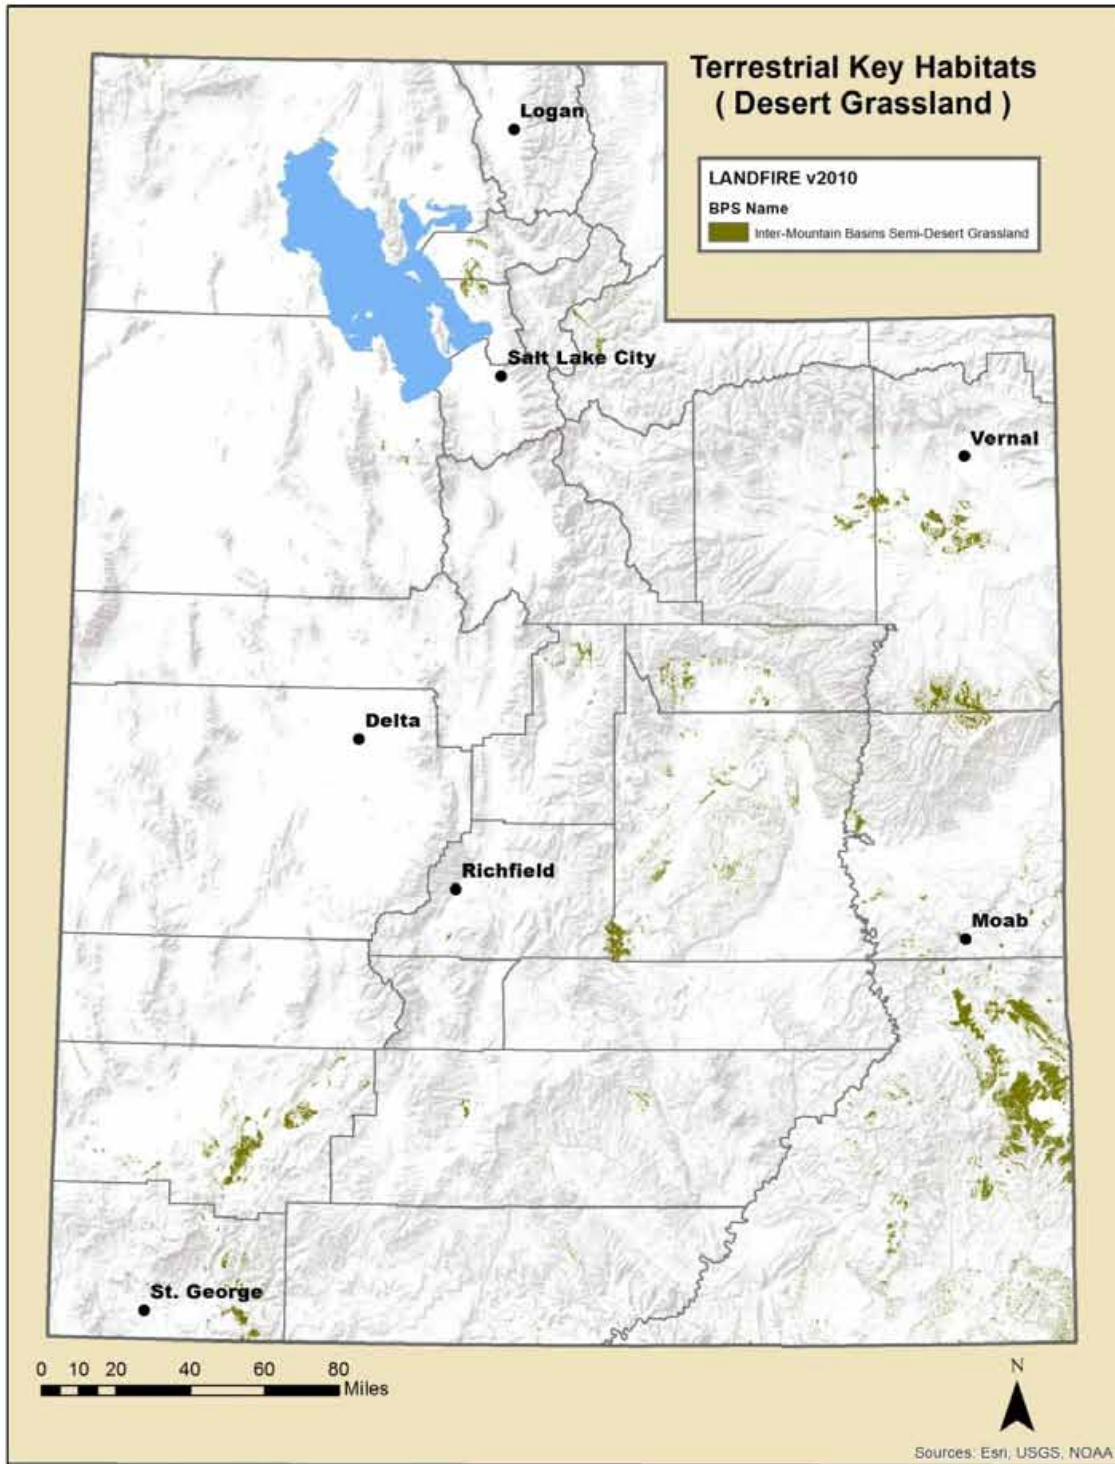 Terrestrial Key Habitats
( Desert Grassland )
LANDFIRE v2010
BPS Name
Inter-Mountain Basins Semi-Desert Grassland
Logan
Salt Lake City
Vernal
Delta
Richfield
Moab
St. George
0 10 20 40 60 80
Miles
N
Sources: Esri, USGS, NOAA